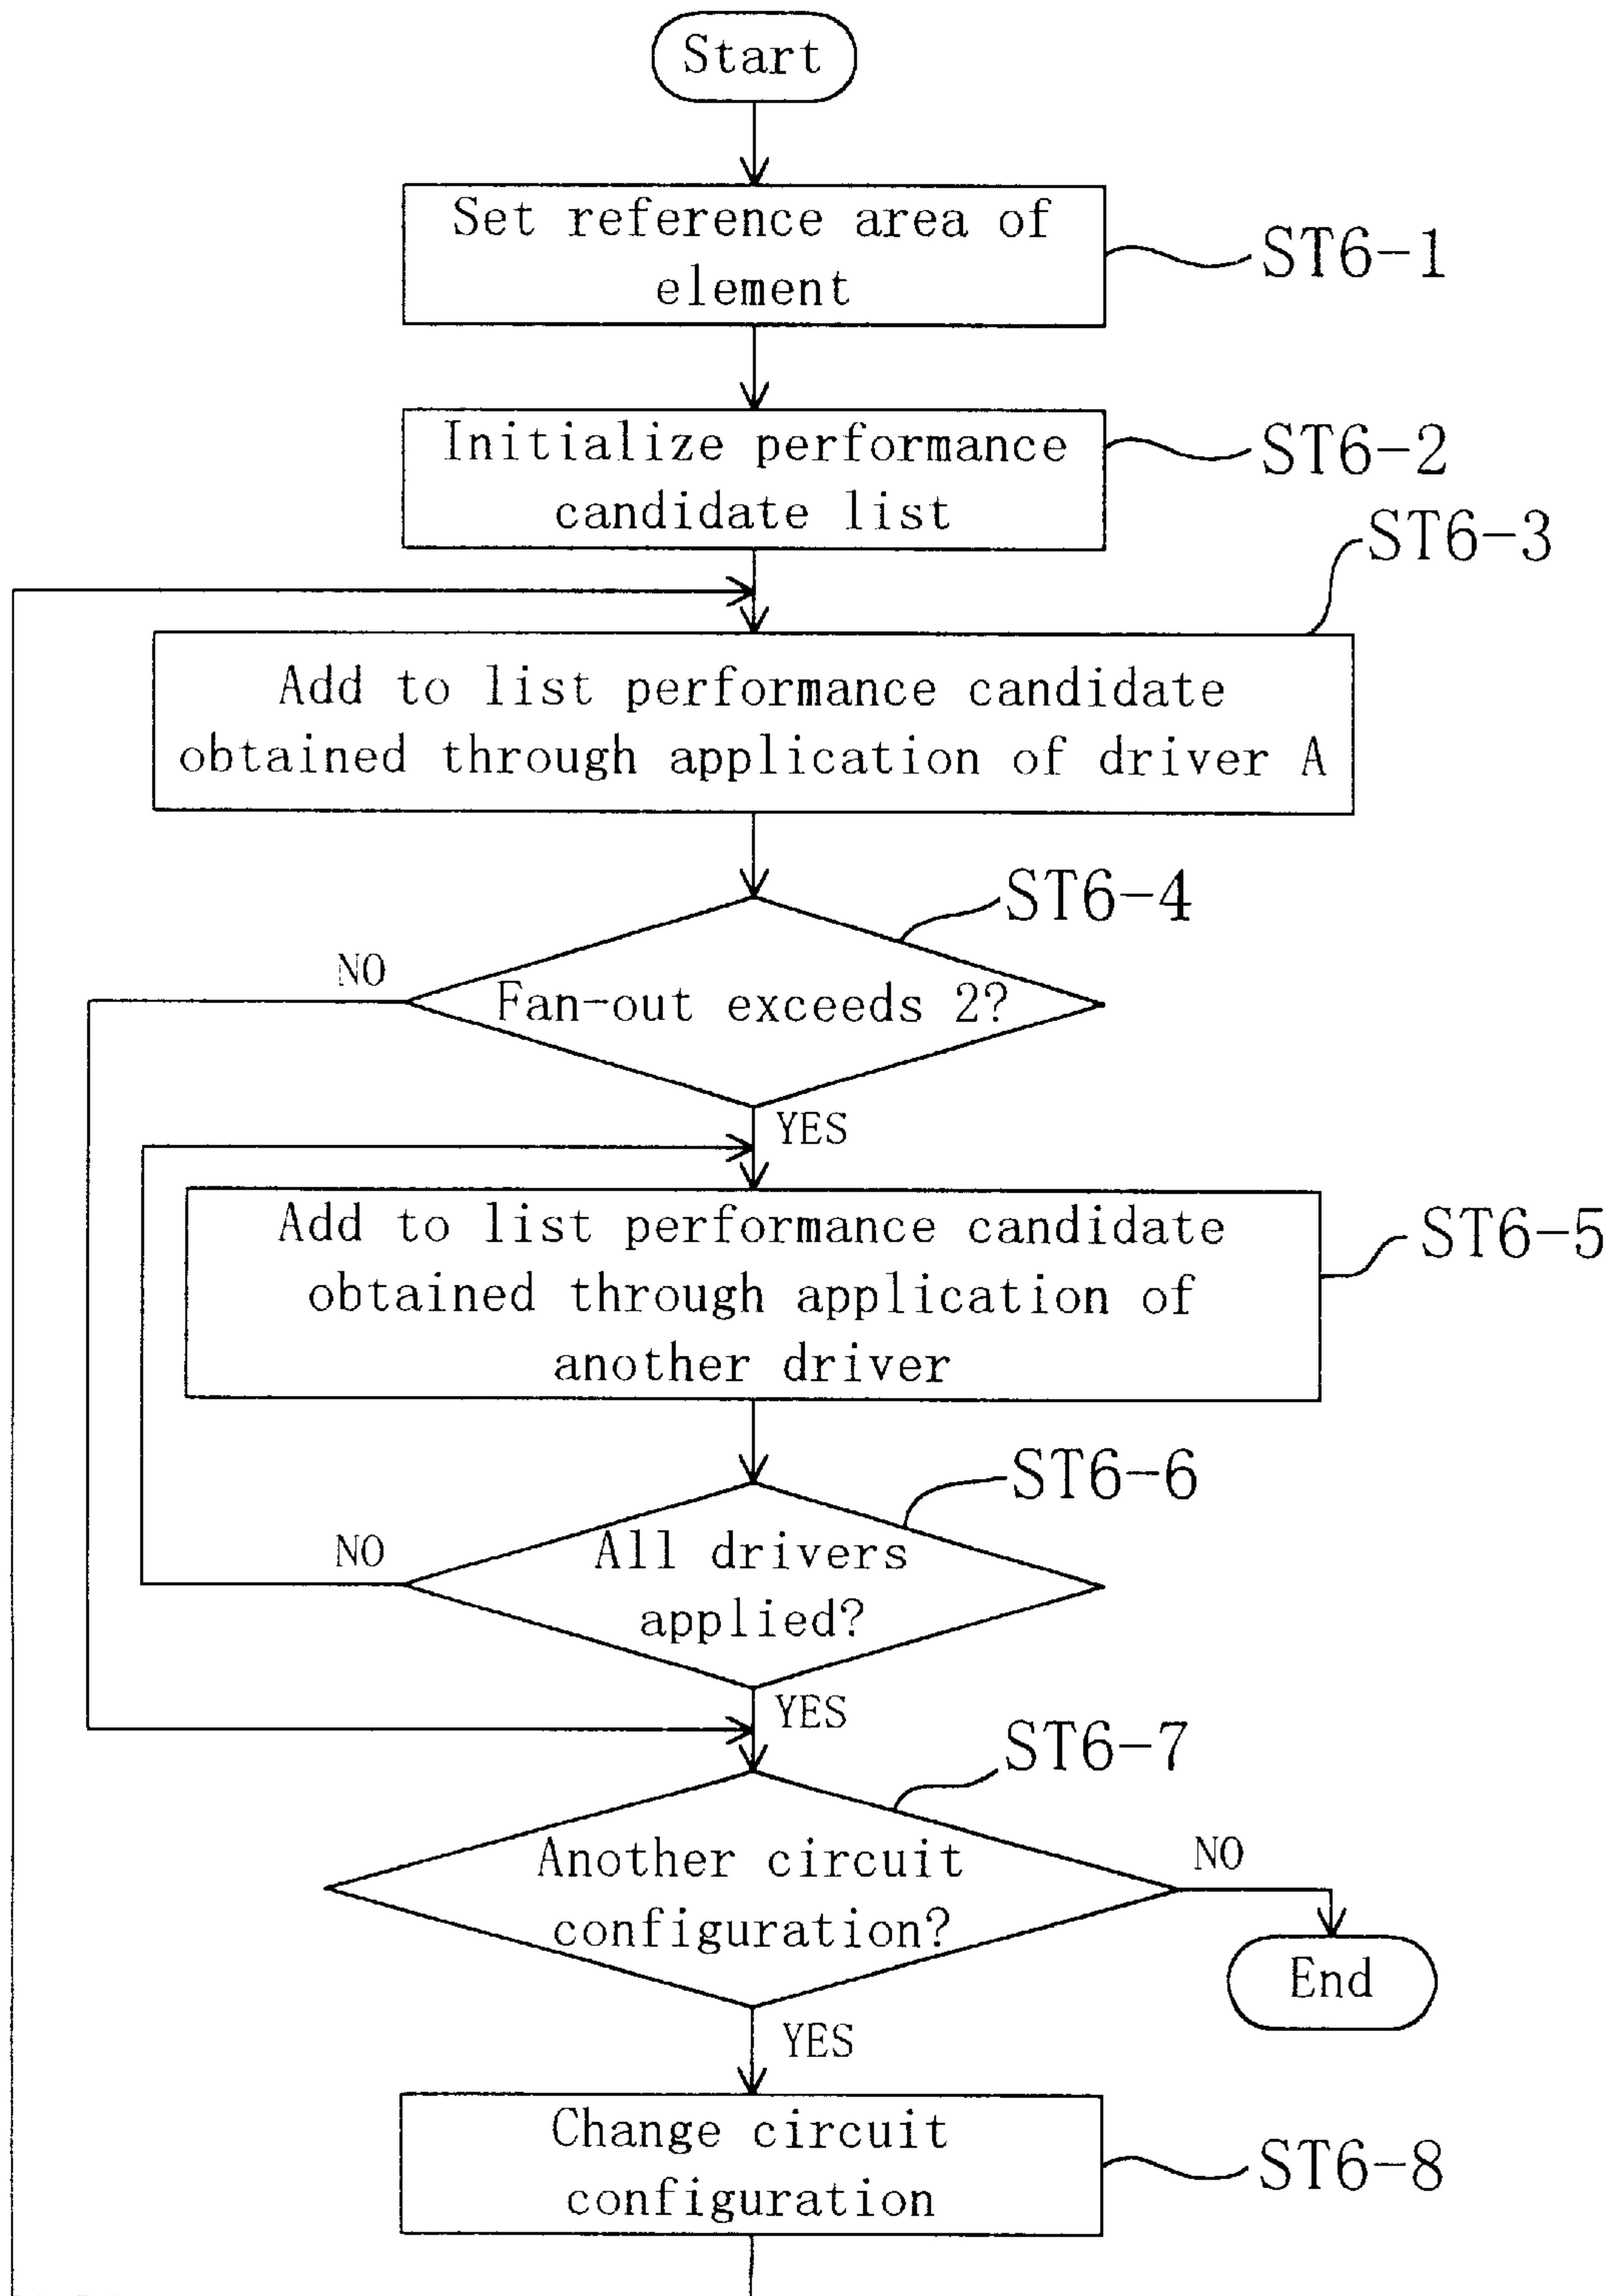 Start
Set reference area of
element
ST6-1
Initialize performance
candidate list
ST6-2
ST6-3
Add to list performance candidate
obtained through application of driver A
ST6-4
NO
Fan-out exceeds 2?
YES
Add to list performance candidate
obtained through application of
another driver
ST6-5
ST6-6
NO
All drivers
applied?
YES
ST6-7
Another circuit
configuration?
NO
End
YES
Change circuit
configuration
ST6-8